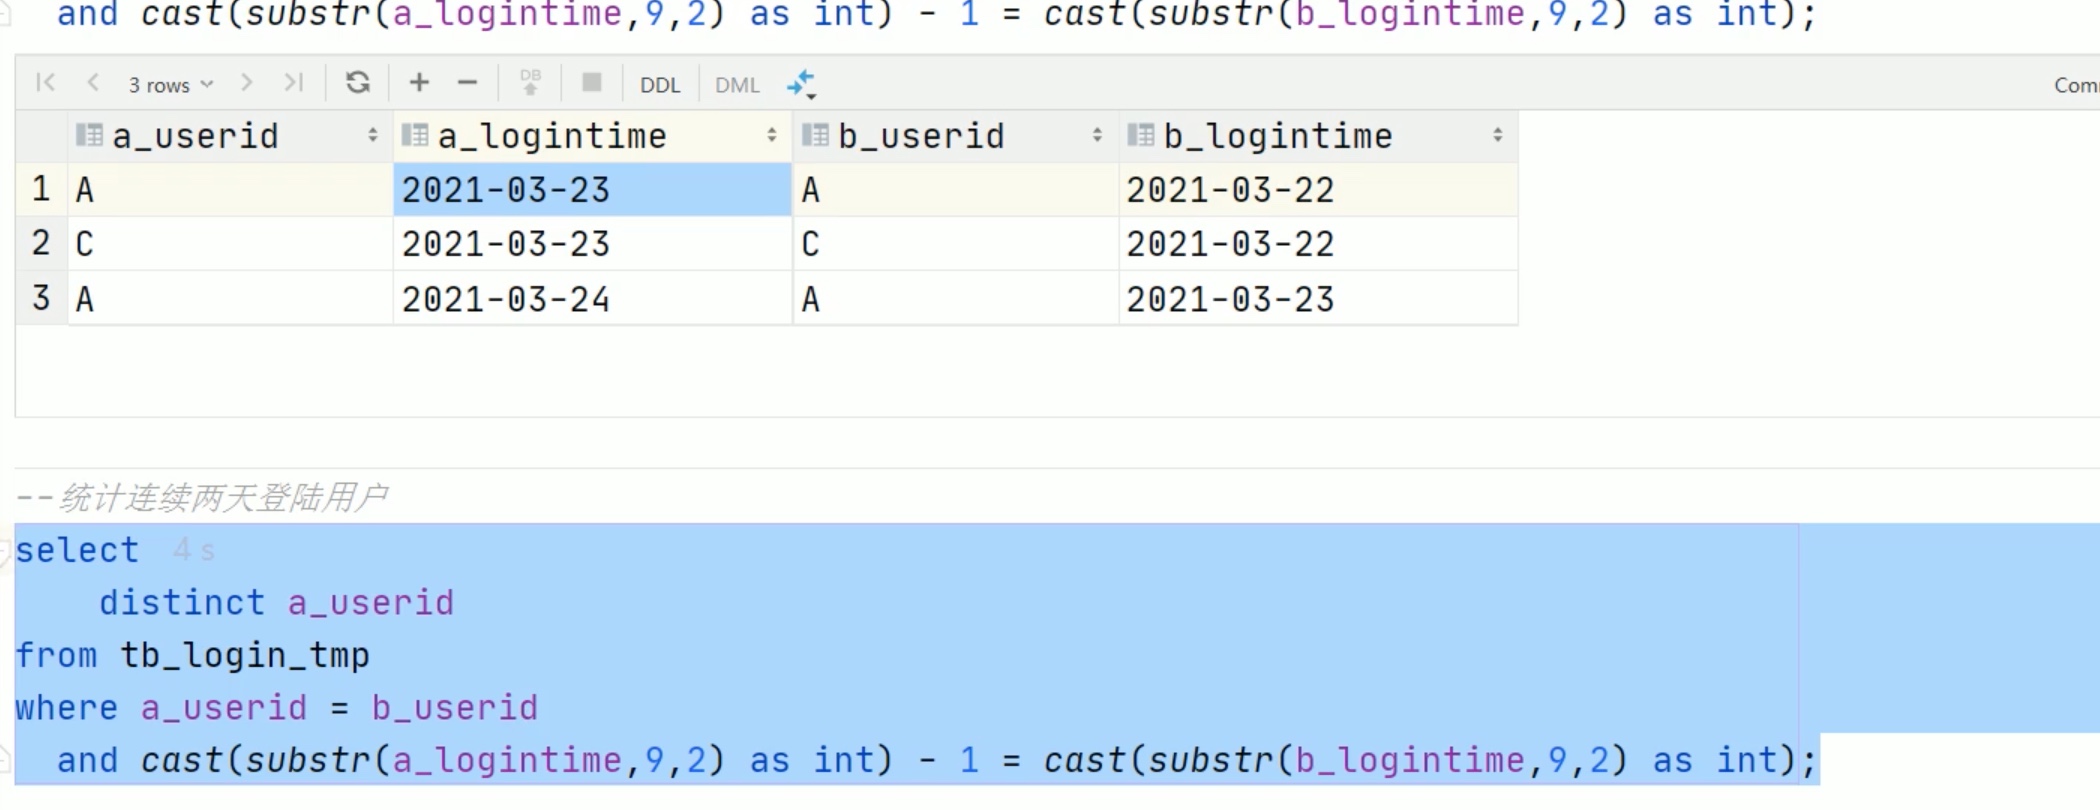 and cast(substr(a_logintime,9,2) as int) - 1 = cast(substr(b_logintime,9,2) as int);
3 rows DB DDL DML
a_userid a_logintime b_userid b_logintime
1 A 2021-03-23 A 2021-03-22
2 C 2021-03-23 C 2021-03-22
3 A 2021-03-24 A 2021-03-23
--统计连续两天登陆用户
select 4 s
distinct a_userid
from tb_login_tmp
where a_userid = b_userid
and cast(substr(a_logintime,9,2) as int) - 1 = cast(substr(b_logintime,9,2) as int);